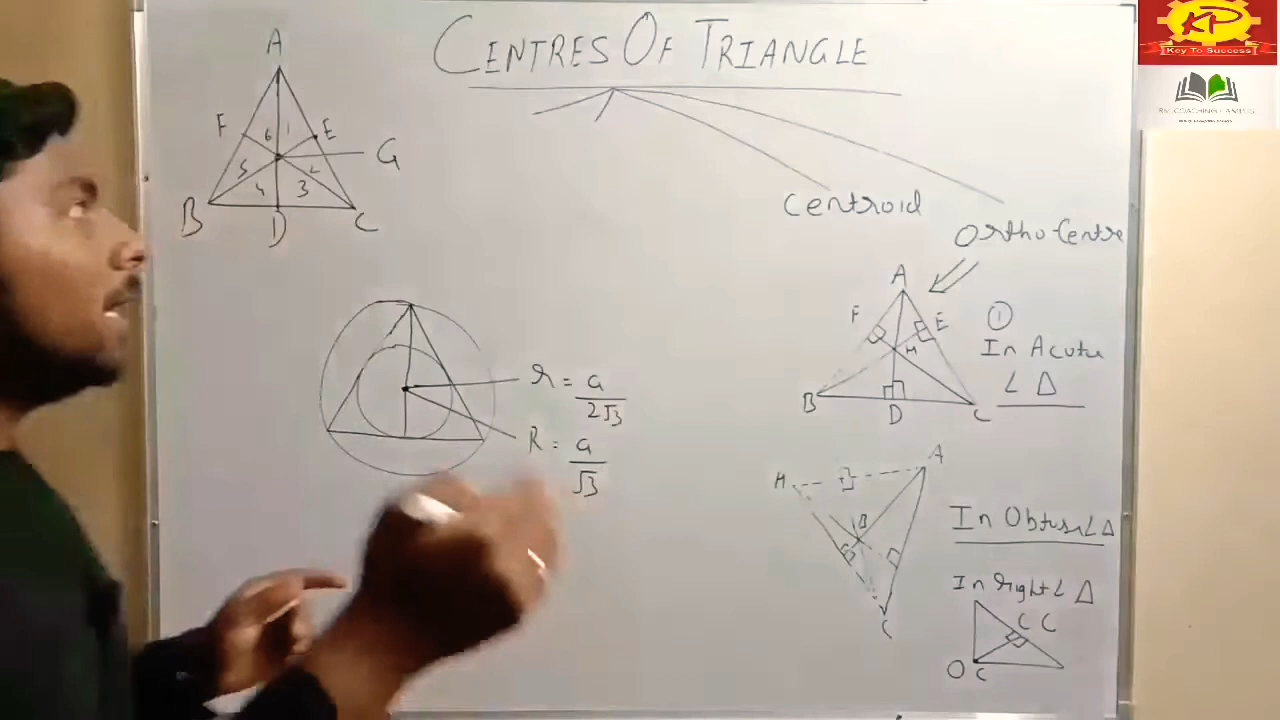 CENTRES OF TRIANGLE
KP
Key To Success
A
F
E
6
1
G
5
2
4
3
B
D
C
Centroid
Ortho-Centre
A
F
E
H
B
D
C
①
In Acute
∠ Δ
r = a
2√3
R = a
√3
H
A
B
C
In Obtuse∠ Δ
In right∠ Δ
C C
O C